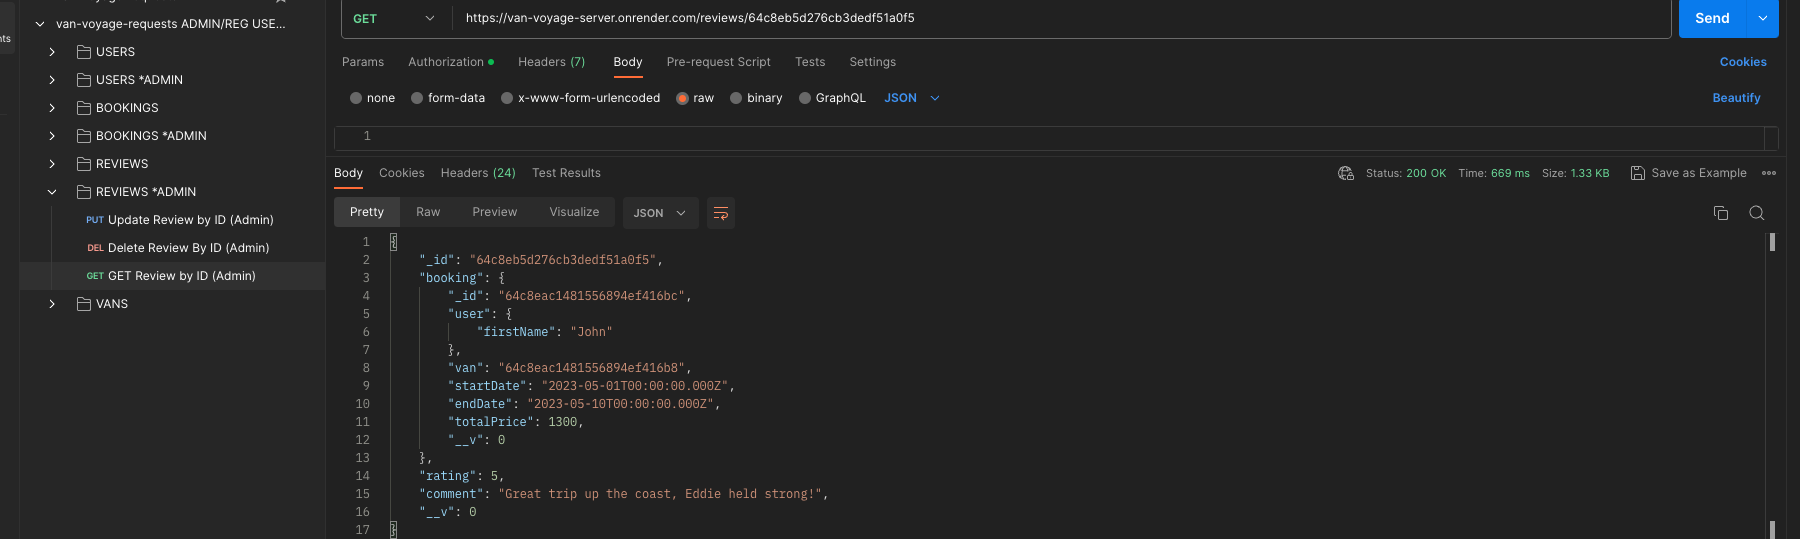 van-voyage-requests ADMIN/REG USE...
USERS
USERS *ADMIN
BOOKINGS
BOOKINGS *ADMIN
REVIEWS
REVIEWS *ADMIN
PUT Update Review by ID (Admin)
DEL Delete Review By ID (Admin)
GET Review by ID (Admin)
VANS
nts
GET https://van-voyage-server.onrender.com/reviews/64c8eb5d276cb3dedf51a0f5 Send
Params Authorization Headers (7) Body Pre-request Script Tests Settings Cookies
none form-data x-www-form-urlencoded raw binary GraphQL JSON Beautify
1
Body Cookies Headers (24) Test Results Status: 200 OK Time: 669 ms Size: 1.33 KB Save as Example
Pretty Raw Preview Visualize JSON
1 {
2 "_id": "64c8eb5d276cb3dedf51a0f5",
3 "booking": {
4 "_id": "64c8eac1481556894ef416bc",
5 "user": {
6 "firstName": "John"
7 },
8 "van": "64c8eac1481556894ef416b8",
9 "startDate": "2023-05-01T00:00:00.000Z",
10 "endDate": "2023-05-10T00:00:00.000Z",
11 "totalPrice": 1300,
12 "__v": 0
13 },
14 "rating": 5,
15 "comment": "Great trip up the coast, Eddie held strong!",
16 "__v": 0
17 }